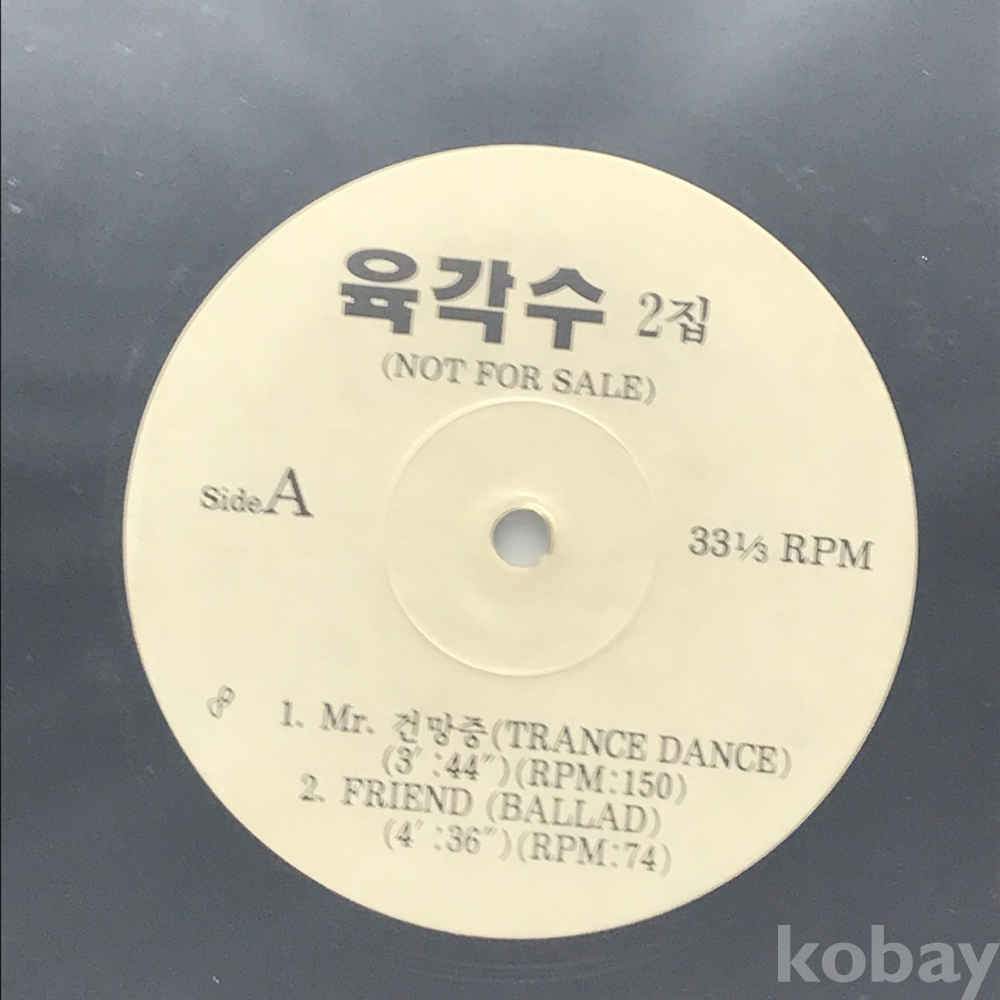 육각수 2집
(NOT FOR SALE)
Side A
33⅓ RPM
1. Mr. 건망증(TRANCE DANCE)
(3′:44″)(RPM:150)
2. FRIEND (BALLAD)
(4′:36″)(RPM:74)
kobay